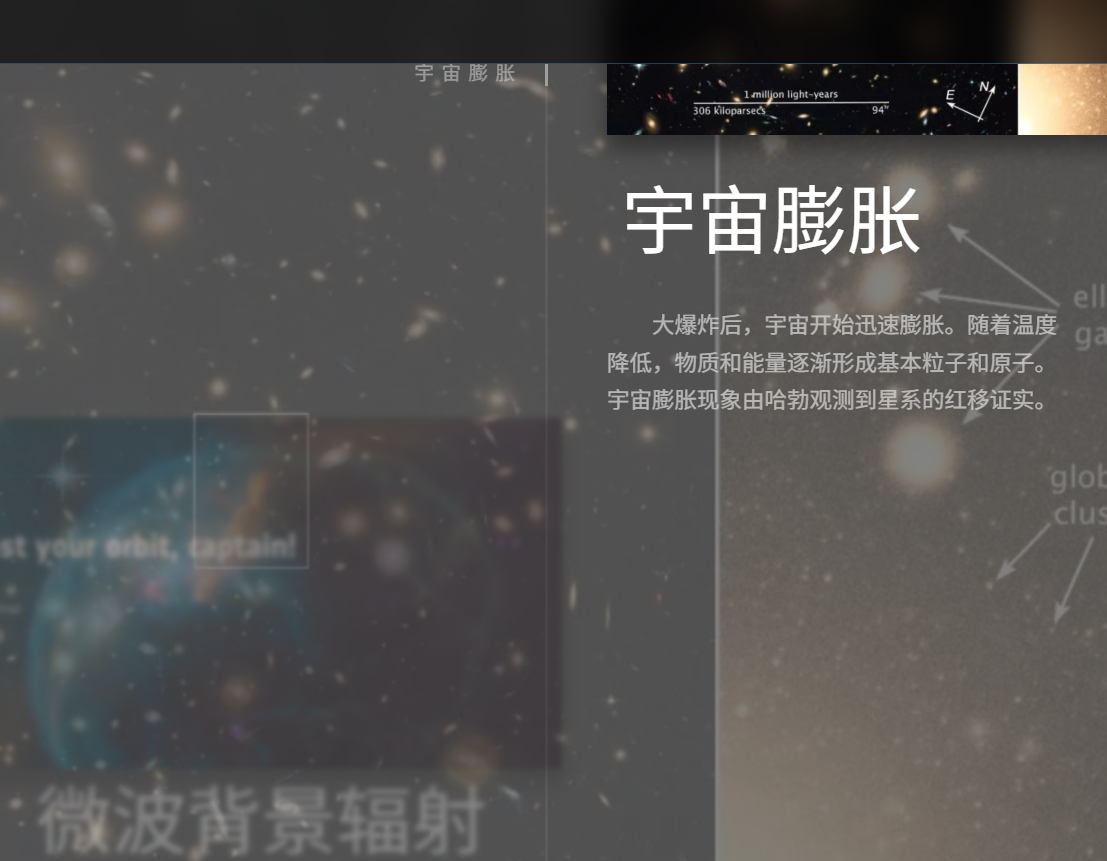 宇宙膨胀
1 million light-years
306 kiloparsecs 94"
E N
宇宙膨胀
大爆炸后，宇宙开始迅速膨胀。随着温度
降低，物质和能量逐渐形成基本粒子和原子。
宇宙膨胀现象由哈勃观测到星系的红移证实。
ell
ga
glob
clus
st your orbit, captain!
微波背景辐射